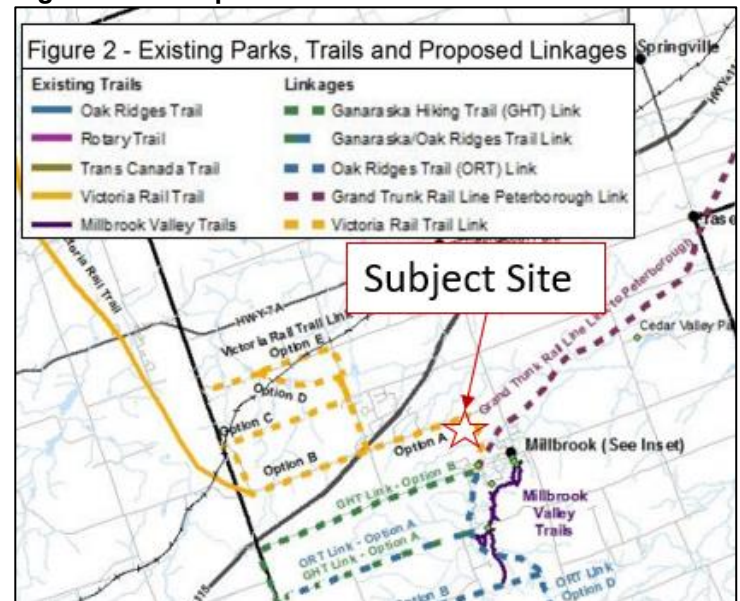 Figure 2 - Existing Parks, Trails and Proposed Linkages
Existing Trails
Oak Ridges Trail
Rotary Trail
Trans Canada Trail
Victoria Rail Trail
Millbrook Valley Trails
Linkages
Ganaraska Hiking Trail (GHT) Link
Ganaraska/Oak Ridges Trail Link
Oak Ridges Trail (ORT) Link
Grand Trunk Rail Line Peterborough Link
Victoria Rail Trail Link
Springville
Subject Site
Rail Trail
HWY-7A
Victoria Rail Trail Link
Option E
Option D
Option C
Option B
Option A
Grand Trunk Rail Line Link to Peterborough
Cedar Valley
Millbrook (See Inset)
GHT Link - Option B
Millbrook
Valley
Trails
ORT Link - Option A
GHT Link - Option A
ORT Link
Option D
115